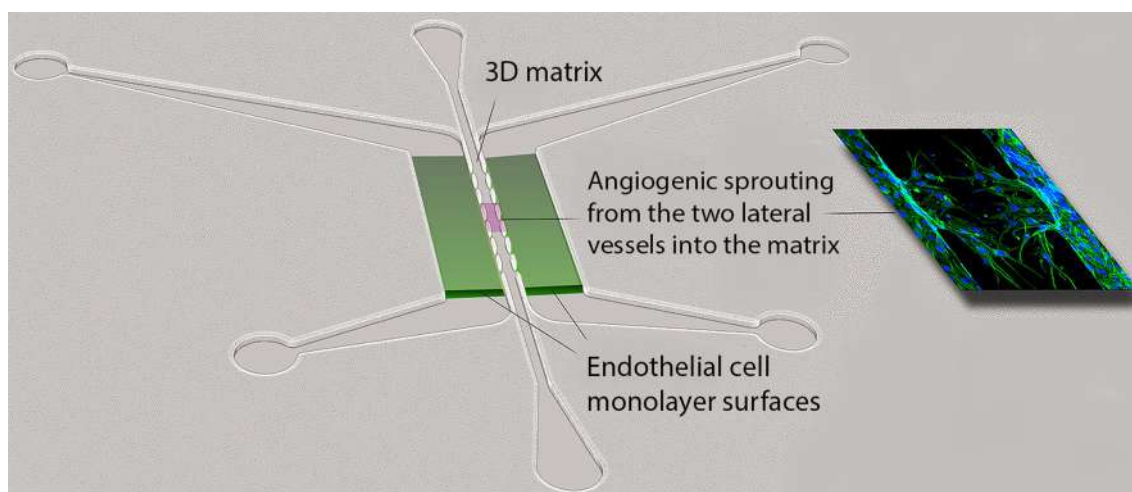 3D matrix
Angiogenic sprouting
from the two lateral
vessels into the matrix
Endothelial cell
monolayer surfaces